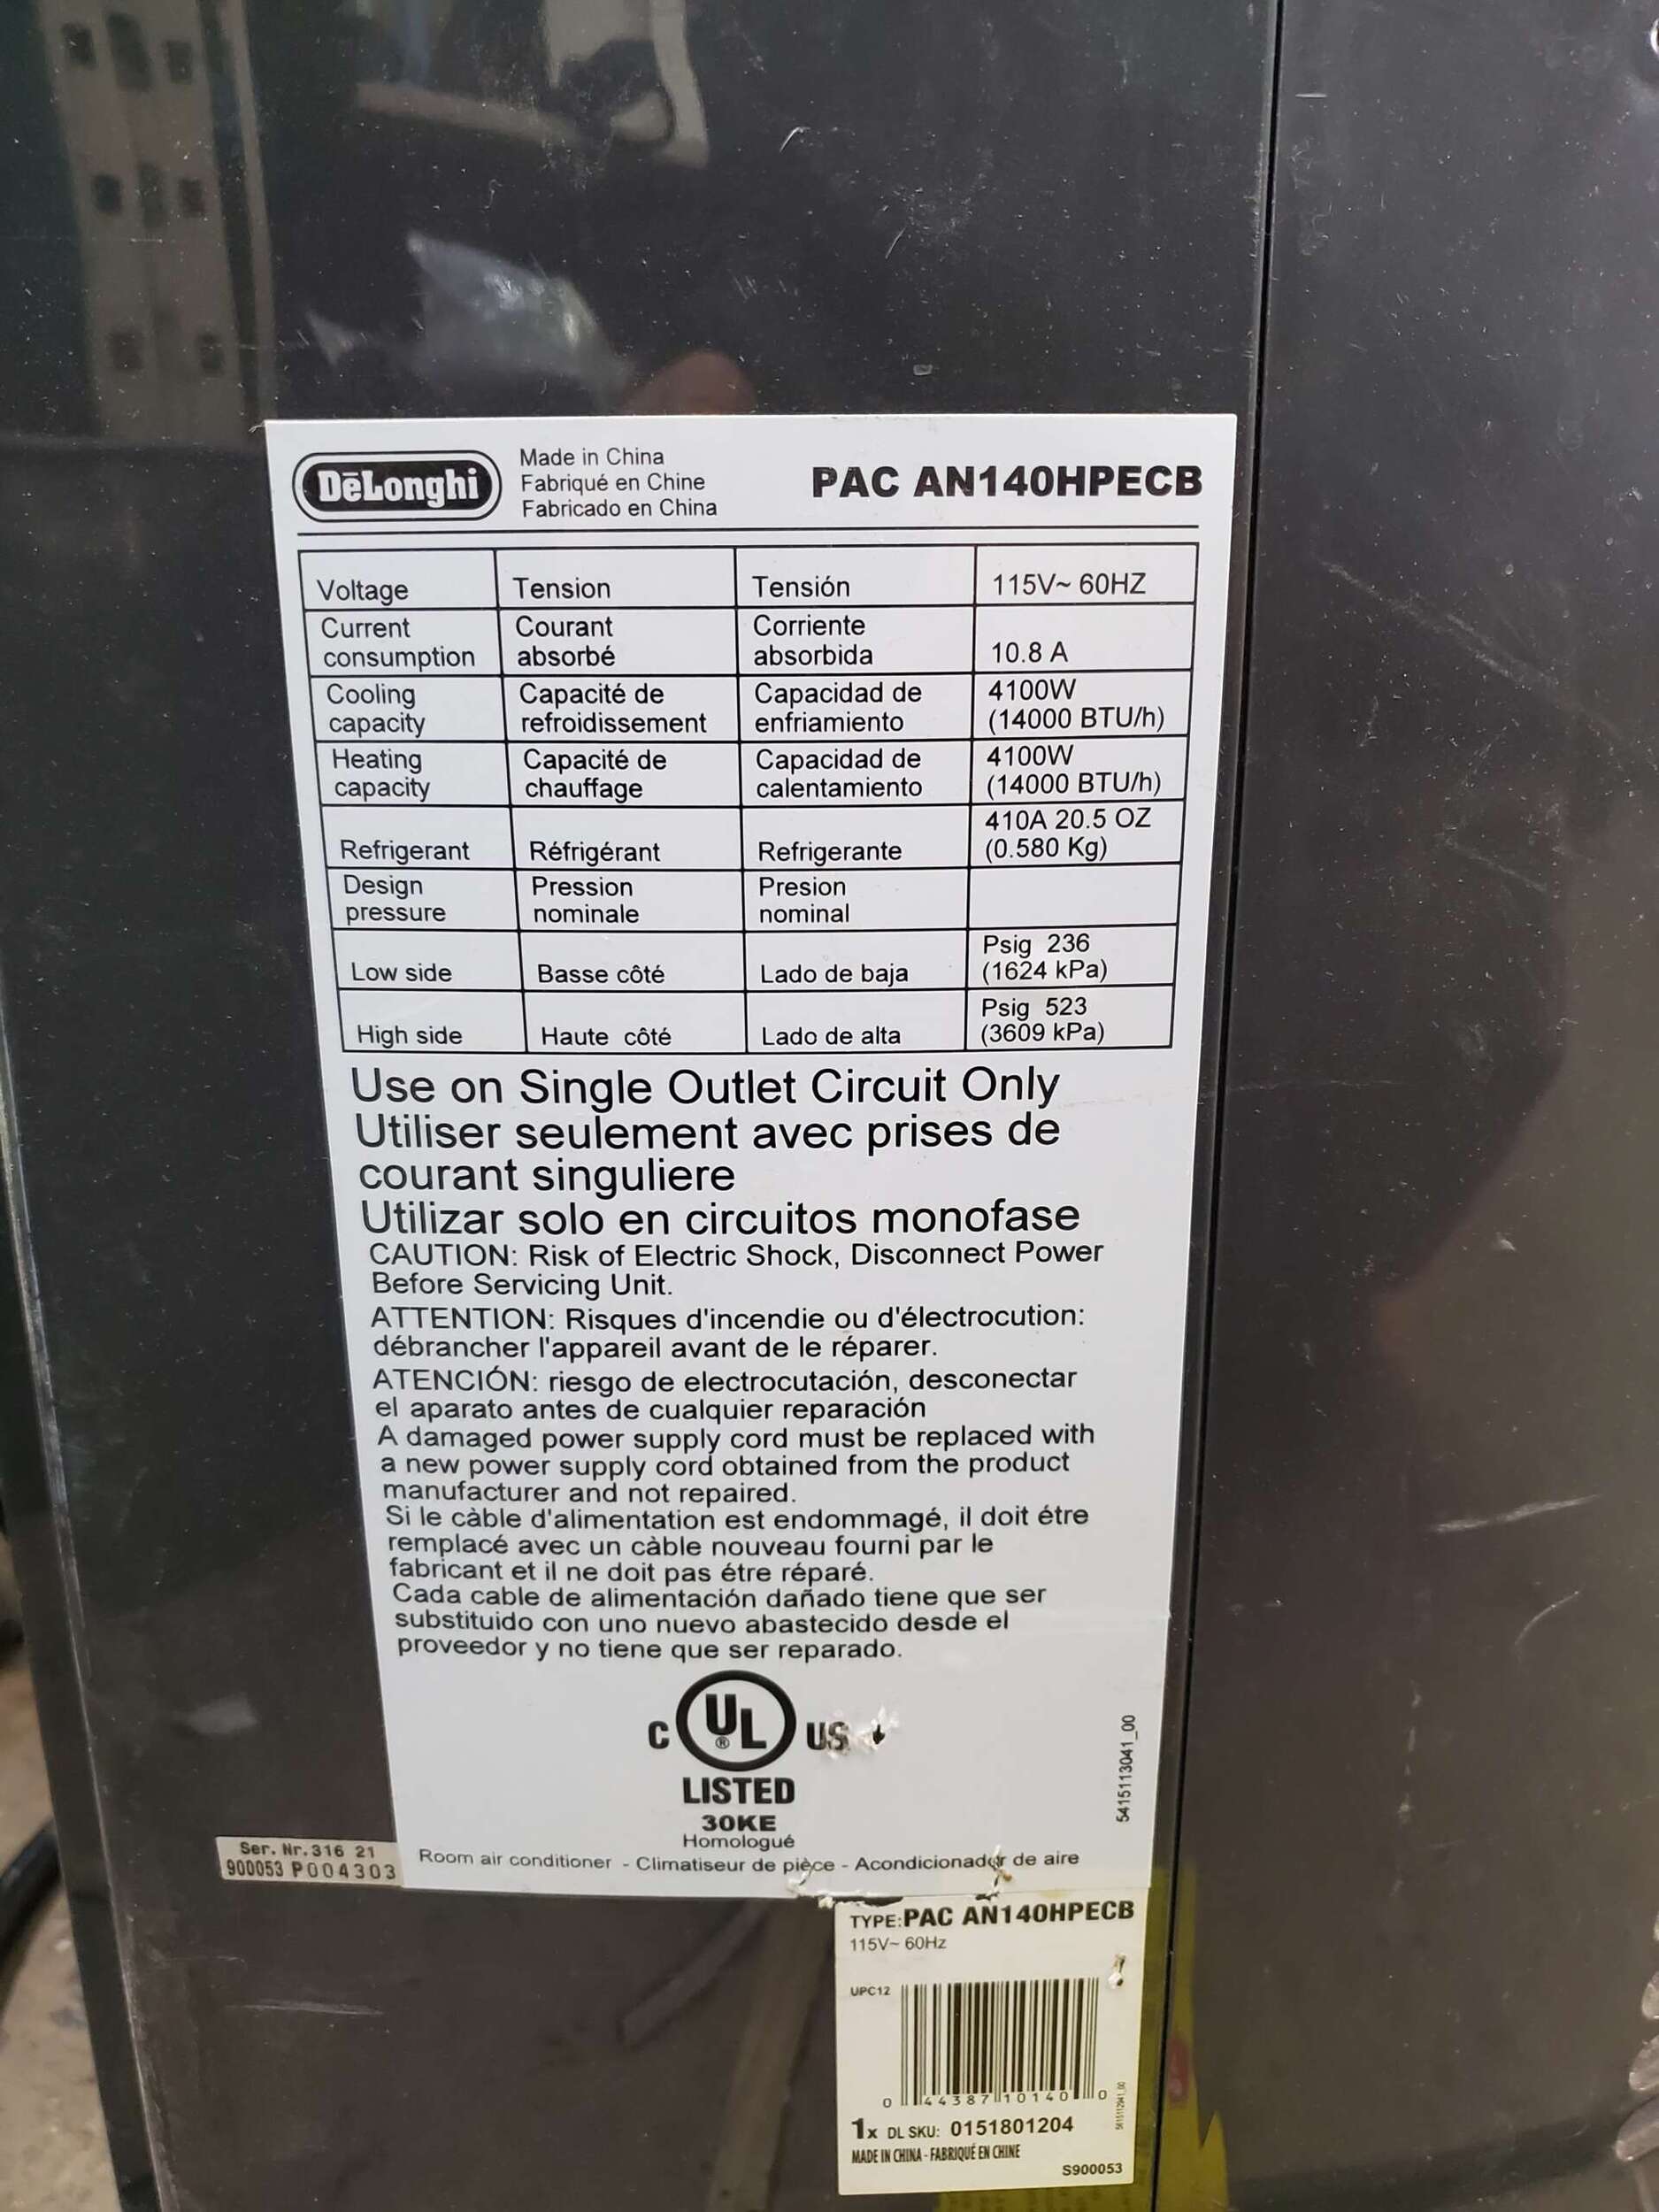 DeLonghi
Made in China
Fabriqué en Chine
Fabricado en China
PAC AN140HPECB
Voltage Tension Tensión 115V~ 60HZ
Current consumption Courant absorbé Corriente absorbida 10.8 A
Cooling capacity Capacité de refroidissement Capacidad de enfriamiento 4100W (14000 BTU/h)
Heating capacity Capacité de chauffage Capacidad de calentamiento 4100W (14000 BTU/h)
Refrigerant Réfrigérant Refrigerante 410A 20.5 OZ (0.580 Kg)
Design pressure Pression nominale Presion nominal
Low side Basse côté Lado de baja Psig 236 (1624 kPa)
High side Haute côté Lado de alta Psig 523 (3609 kPa)
Use on Single Outlet Circuit Only
Utiliser seulement avec prises de
courant singuliere
Utilizar solo en circuitos monofase
CAUTION: Risk of Electric Shock, Disconnect Power
Before Servicing Unit.
ATTENTION: Risques d'incendie ou d'électrocution:
débrancher l'appareil avant de le réparer.
ATENCIÓN: riesgo de electrocutación, desconectar
el aparato antes de cualquier reparación
A damaged power supply cord must be replaced with
a new power supply cord obtained from the product
manufacturer and not repaired.
Si le càble d'alimentation est endommagé, il doit étre
remplacé avec un càble nouveau fourni par le
fabricant et il ne doit pas étre réparé.
Cada cable de alimentación dañado tiene que ser
substituido con uno nuevo abastecido desde el
proveedor y no tiene que ser reparado.
C UL ® US
LISTED
30KE
Homologué
5415113041_00
Room air conditioner - Climatiseur de pièce - Acondicionador de aire
Ser. Nr. 316 21
900053 P004303
TYPE: PAC AN140HPECB
115V~ 60Hz
UPC12
0 44387 10140 0
1x DL SKU: 0151801204
MADE IN CHINA - FABRIQUÉ EN CHINE
S900053